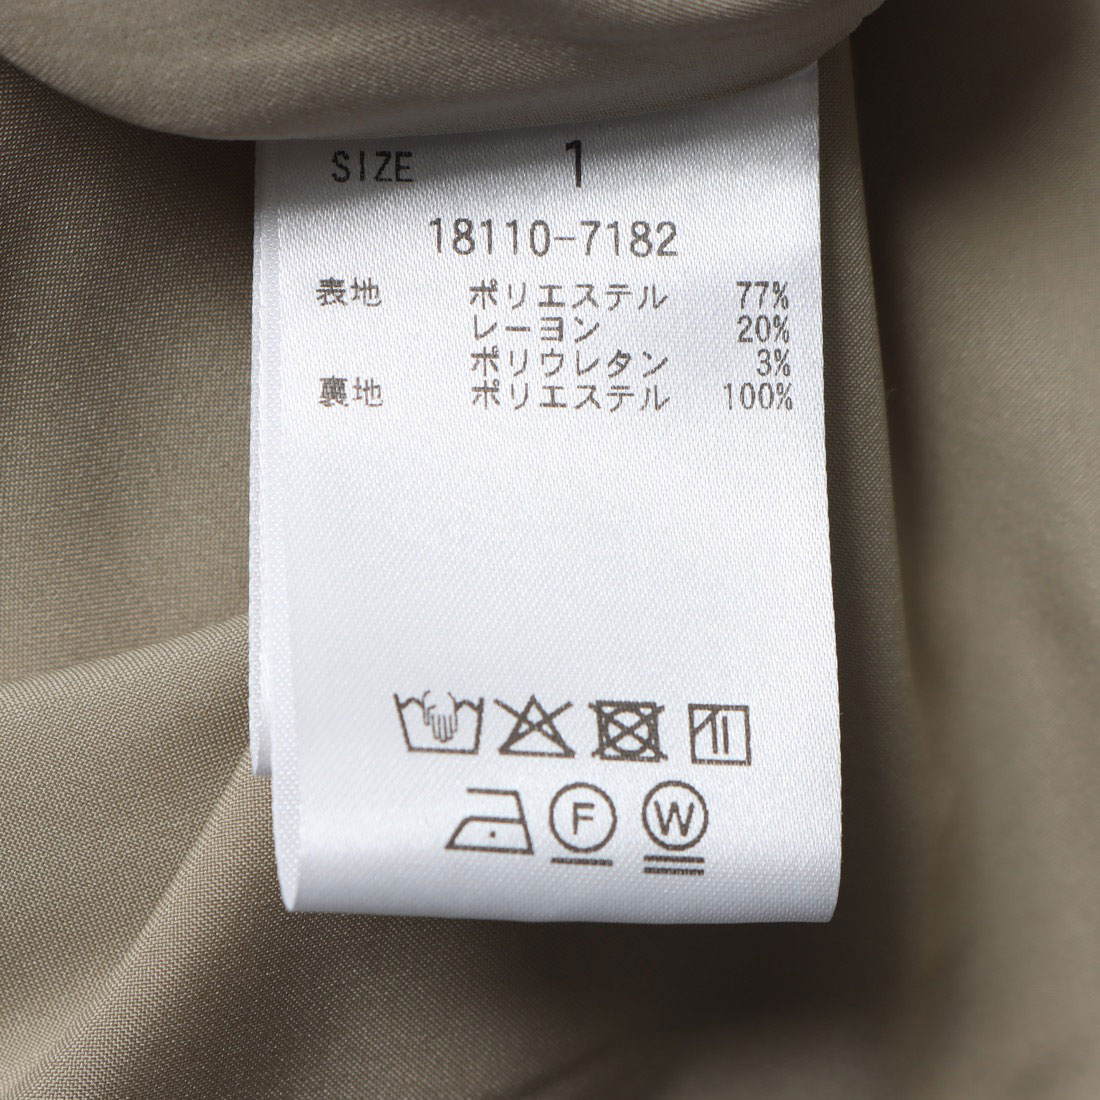 SIZE 1
18110-7182
表地 ポリエステル 77%
レーヨン 20%
ポリウレタン 3%
裏地 ポリエステル 100%
F W